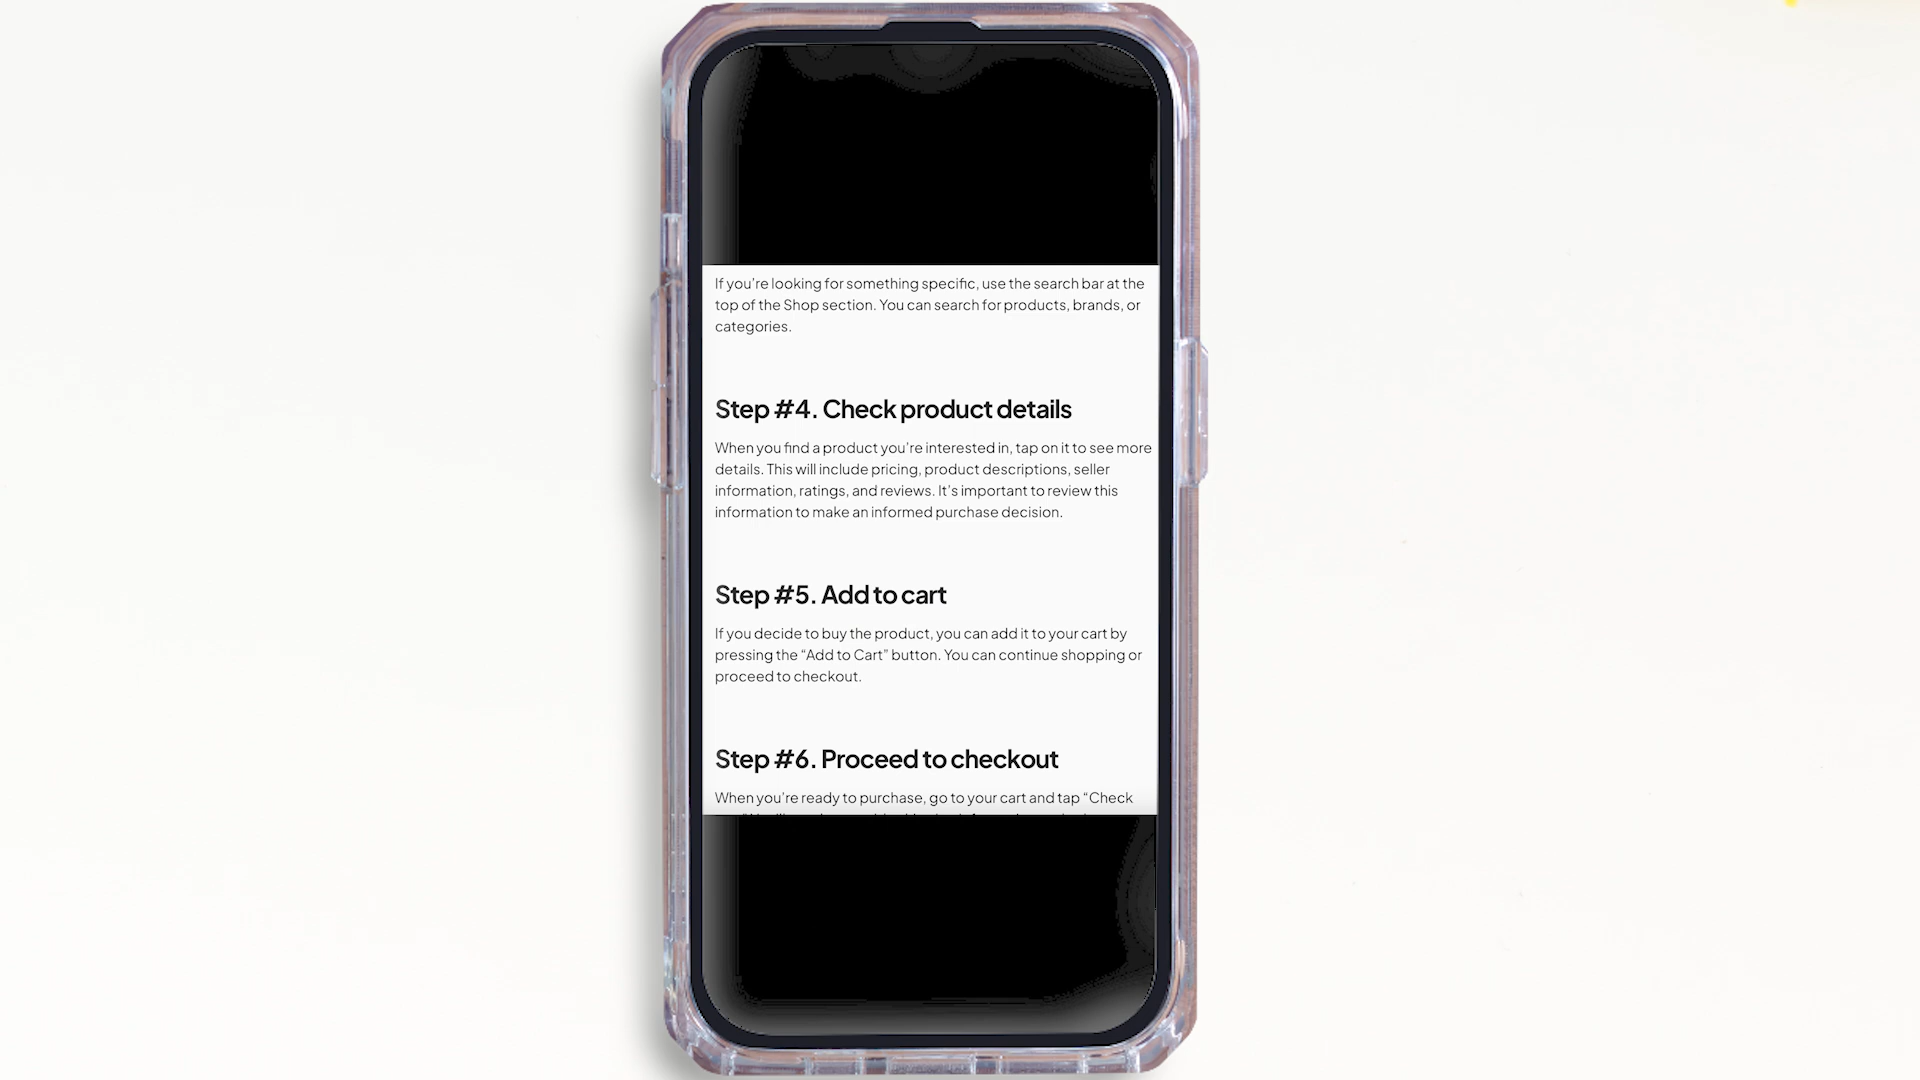 If you’re looking for something specific, use the search bar at the
top of the Shop section. You can search for products, brands, or
categories.
Step #4. Check product details
When you find a product you’re interested in, tap on it to see more
details. This will include pricing, product descriptions, seller
information, ratings, and reviews. It’s important to review this
information to make an informed purchase decision.
Step #5. Add to cart
If you decide to buy the product, you can add it to your cart by
pressing the “Add to Cart” button. You can continue shopping or
proceed to checkout.
Step #6. Proceed to checkout
When you’re ready to purchase, go to your cart and tap “Check